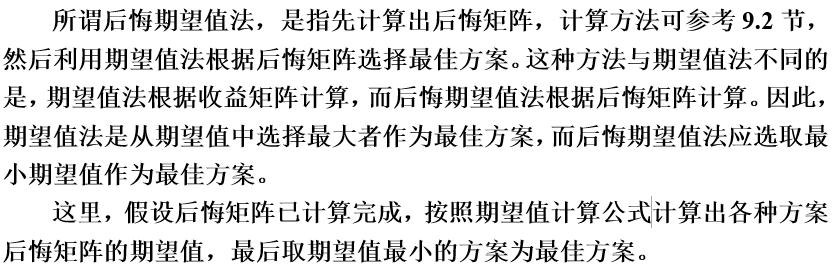 所谓后悔期望值法，是指先计算出后悔矩阵，计算方法可参考 9.2 节，
然后利用期望值法根据后悔矩阵选择最佳方案。这种方法与期望值法不同的
是，期望值法根据收益矩阵计算，而后悔期望值法根据后悔矩阵计算。因此，
期望值法是从期望值中选择最大者作为最佳方案，而后悔期望值法应选取最
小期望值作为最佳方案。
这里，假设后悔矩阵已计算完成，按照期望值计算公式计算出各种方案
后悔矩阵的期望值，最后取期望值最小的方案为最佳方案。